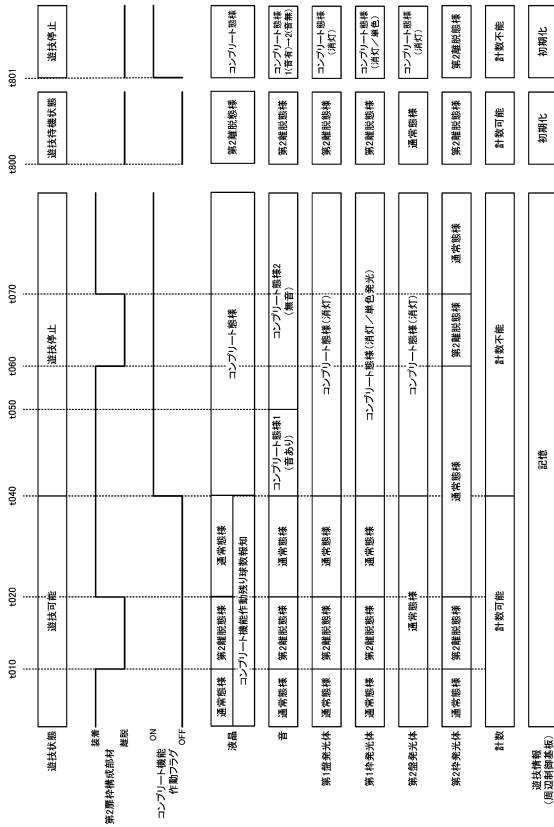 t010
t020
t040
t050
t060
t070
t800
t801
遊技状態
遊技可能
遊技停止
遊技待機状態
遊技停止
第2扉枠構成部材
装着
離脱
コンプリート機能
作動フラグ
ON
OFF
液晶
通常態様
第2離脱態様
通常態様
コンプリート機能作動残り球数報知
コンプリート態様
第2離脱態様
コンプリート態様
音
通常態様
第2離脱態様
通常態様
コンプリート態様1
(音あり)
コンプリート態様2
(無音)
第2離脱態様
コンプリート態様
1(音有)→2(音無)
第1盤発光体
通常態様
第2離脱態様
通常態様
コンプリート態様(消灯)
第2離脱態様
コンプリート態様
(消灯)
第1枠発光体
通常態様
第2離脱態様
通常態様
コンプリート態様(消灯/単色発光)
第2離脱態様
コンプリート態様
(消灯/単色)
第2盤発光体
通常態様
コンプリート態様(消灯)
通常態様
コンプリート態様
(消灯)
第2枠発光体
通常態様
第2離脱態様
通常態様
第2離脱態様
通常態様
第2離脱態様
第2離脱態様
計数
計数可能
計数不能
計数可能
計数不能
遊技情報
(周辺制御基板)
記憶
初期化
初期化